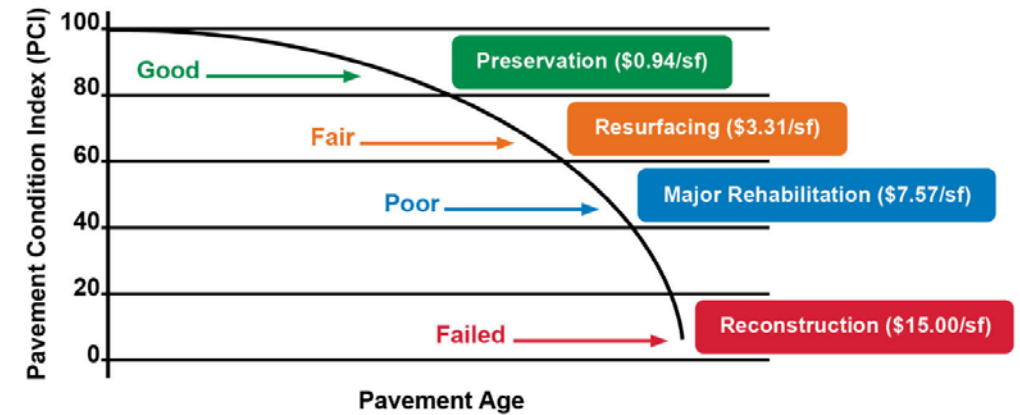 Pavement Condition Index (PCI)
100
Good
Preservation ($0.94/sf)
80
Fair
Resurfacing ($3.31/sf)
60
Poor
Major Rehabilitation ($7.57/sf)
40
20
Failed
Reconstruction ($15.00/sf)
0
Pavement Age